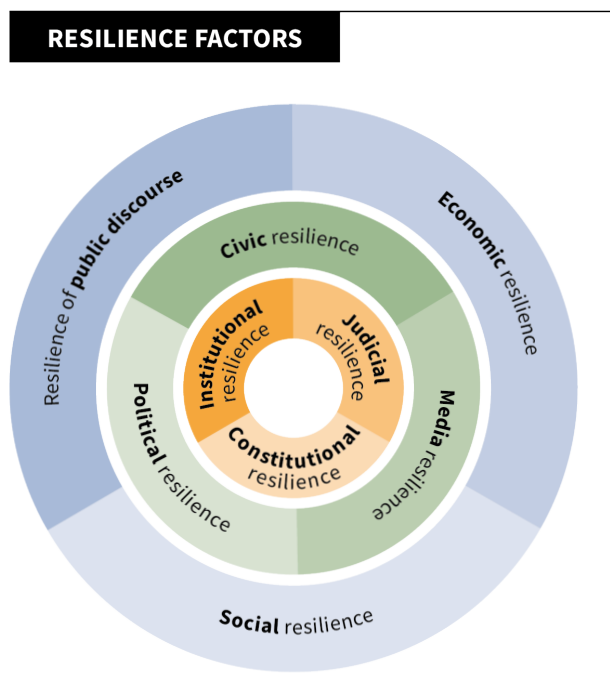 RESILIENCE FACTORS
Resilience of public discourse
Economic resilience
Social resilience
Civic resilience
Media resilience
Political resilience
Institutional
resilience
Judicial
resilience
Constitutional
resilience